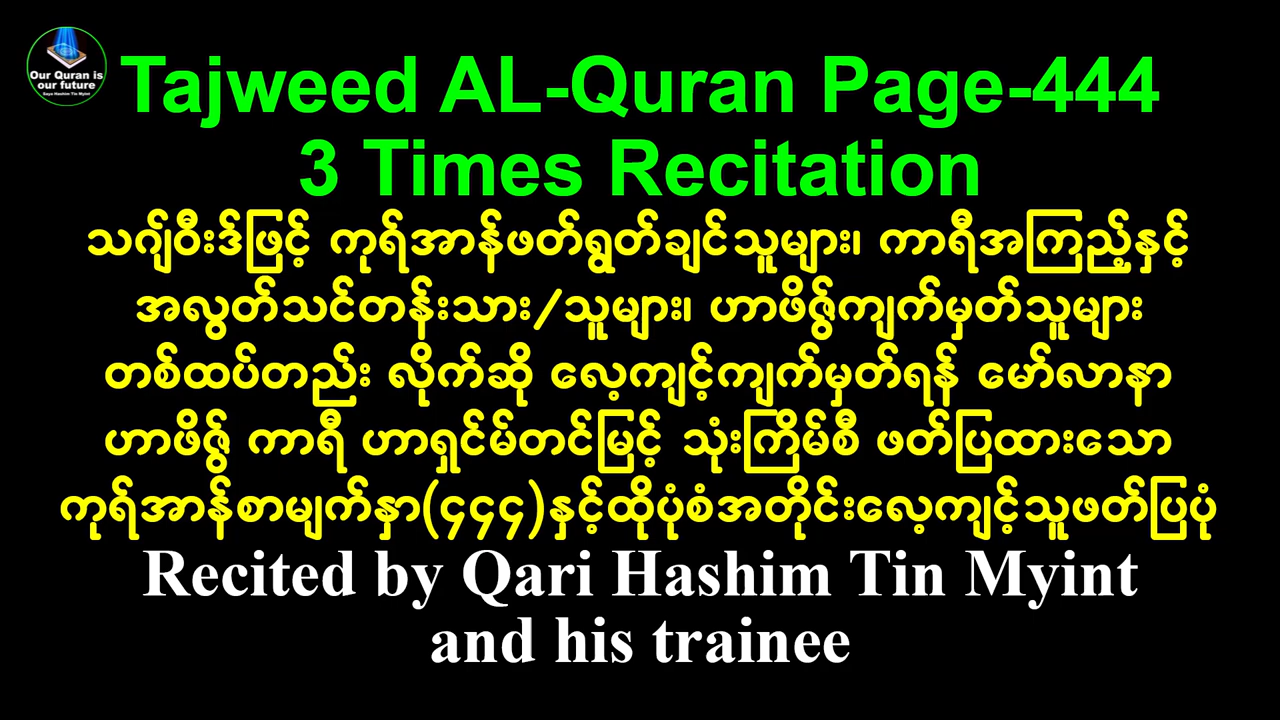 Our Quran is
our future
Saya Hashim Tin Myint
Tajweed AL-Quran Page-444
3 Times Recitation
သဂျ်ဝီးဒ်ဖြင့် ကုရ်အာန်ဖတ်ရွတ်ချင်သူများ၊ ကာရီအကြည့်နှင့်
အလွတ်သင်တန်းသား/သူများ၊ ဟာဖိဇွ်ကျက်မှတ်သူများ
တစ်ထပ်တည်း လိုက်ဆို လေ့ကျင့်ကျက်မှတ်ရန် မော်လာနာ
ဟာဖိဇွ် ကာရီ ဟာရှင်မ်တင်မြင့် သုံးကြိမ်စီ ဖတ်ပြထားသော
ကုရ်အာန်စာမျက်နှာ(၄၄၄)နှင့်ထိုပုံစံအတိုင်းလေ့ကျင့်သူဖတ်ပြပုံ
Recited by Qari Hashim Tin Myint
and his trainee